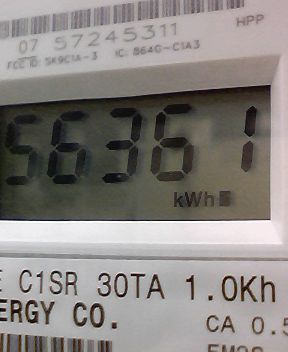 HPP
07 57245311
FCC ID: SK9C1A-3 IC: 864G-C1A3
56361
kWh
E C1SR 30TA 1.0Kh
ERGY CO.
CA 0.5